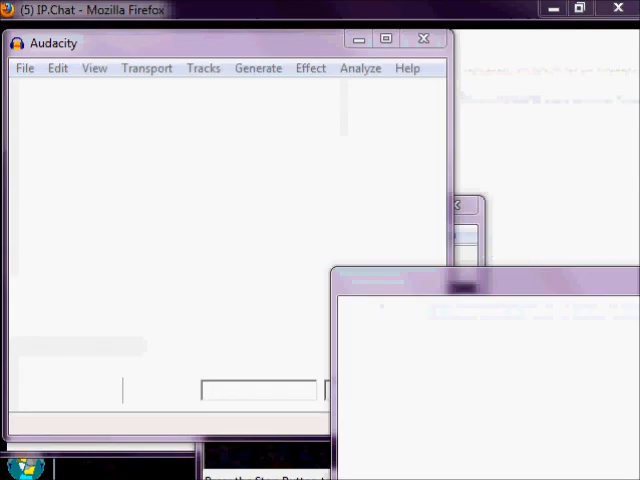 (5) IP.Chat - Mozilla Firefox
Audacity
File Edit View Transport Tracks Generate Effect Analyze Help